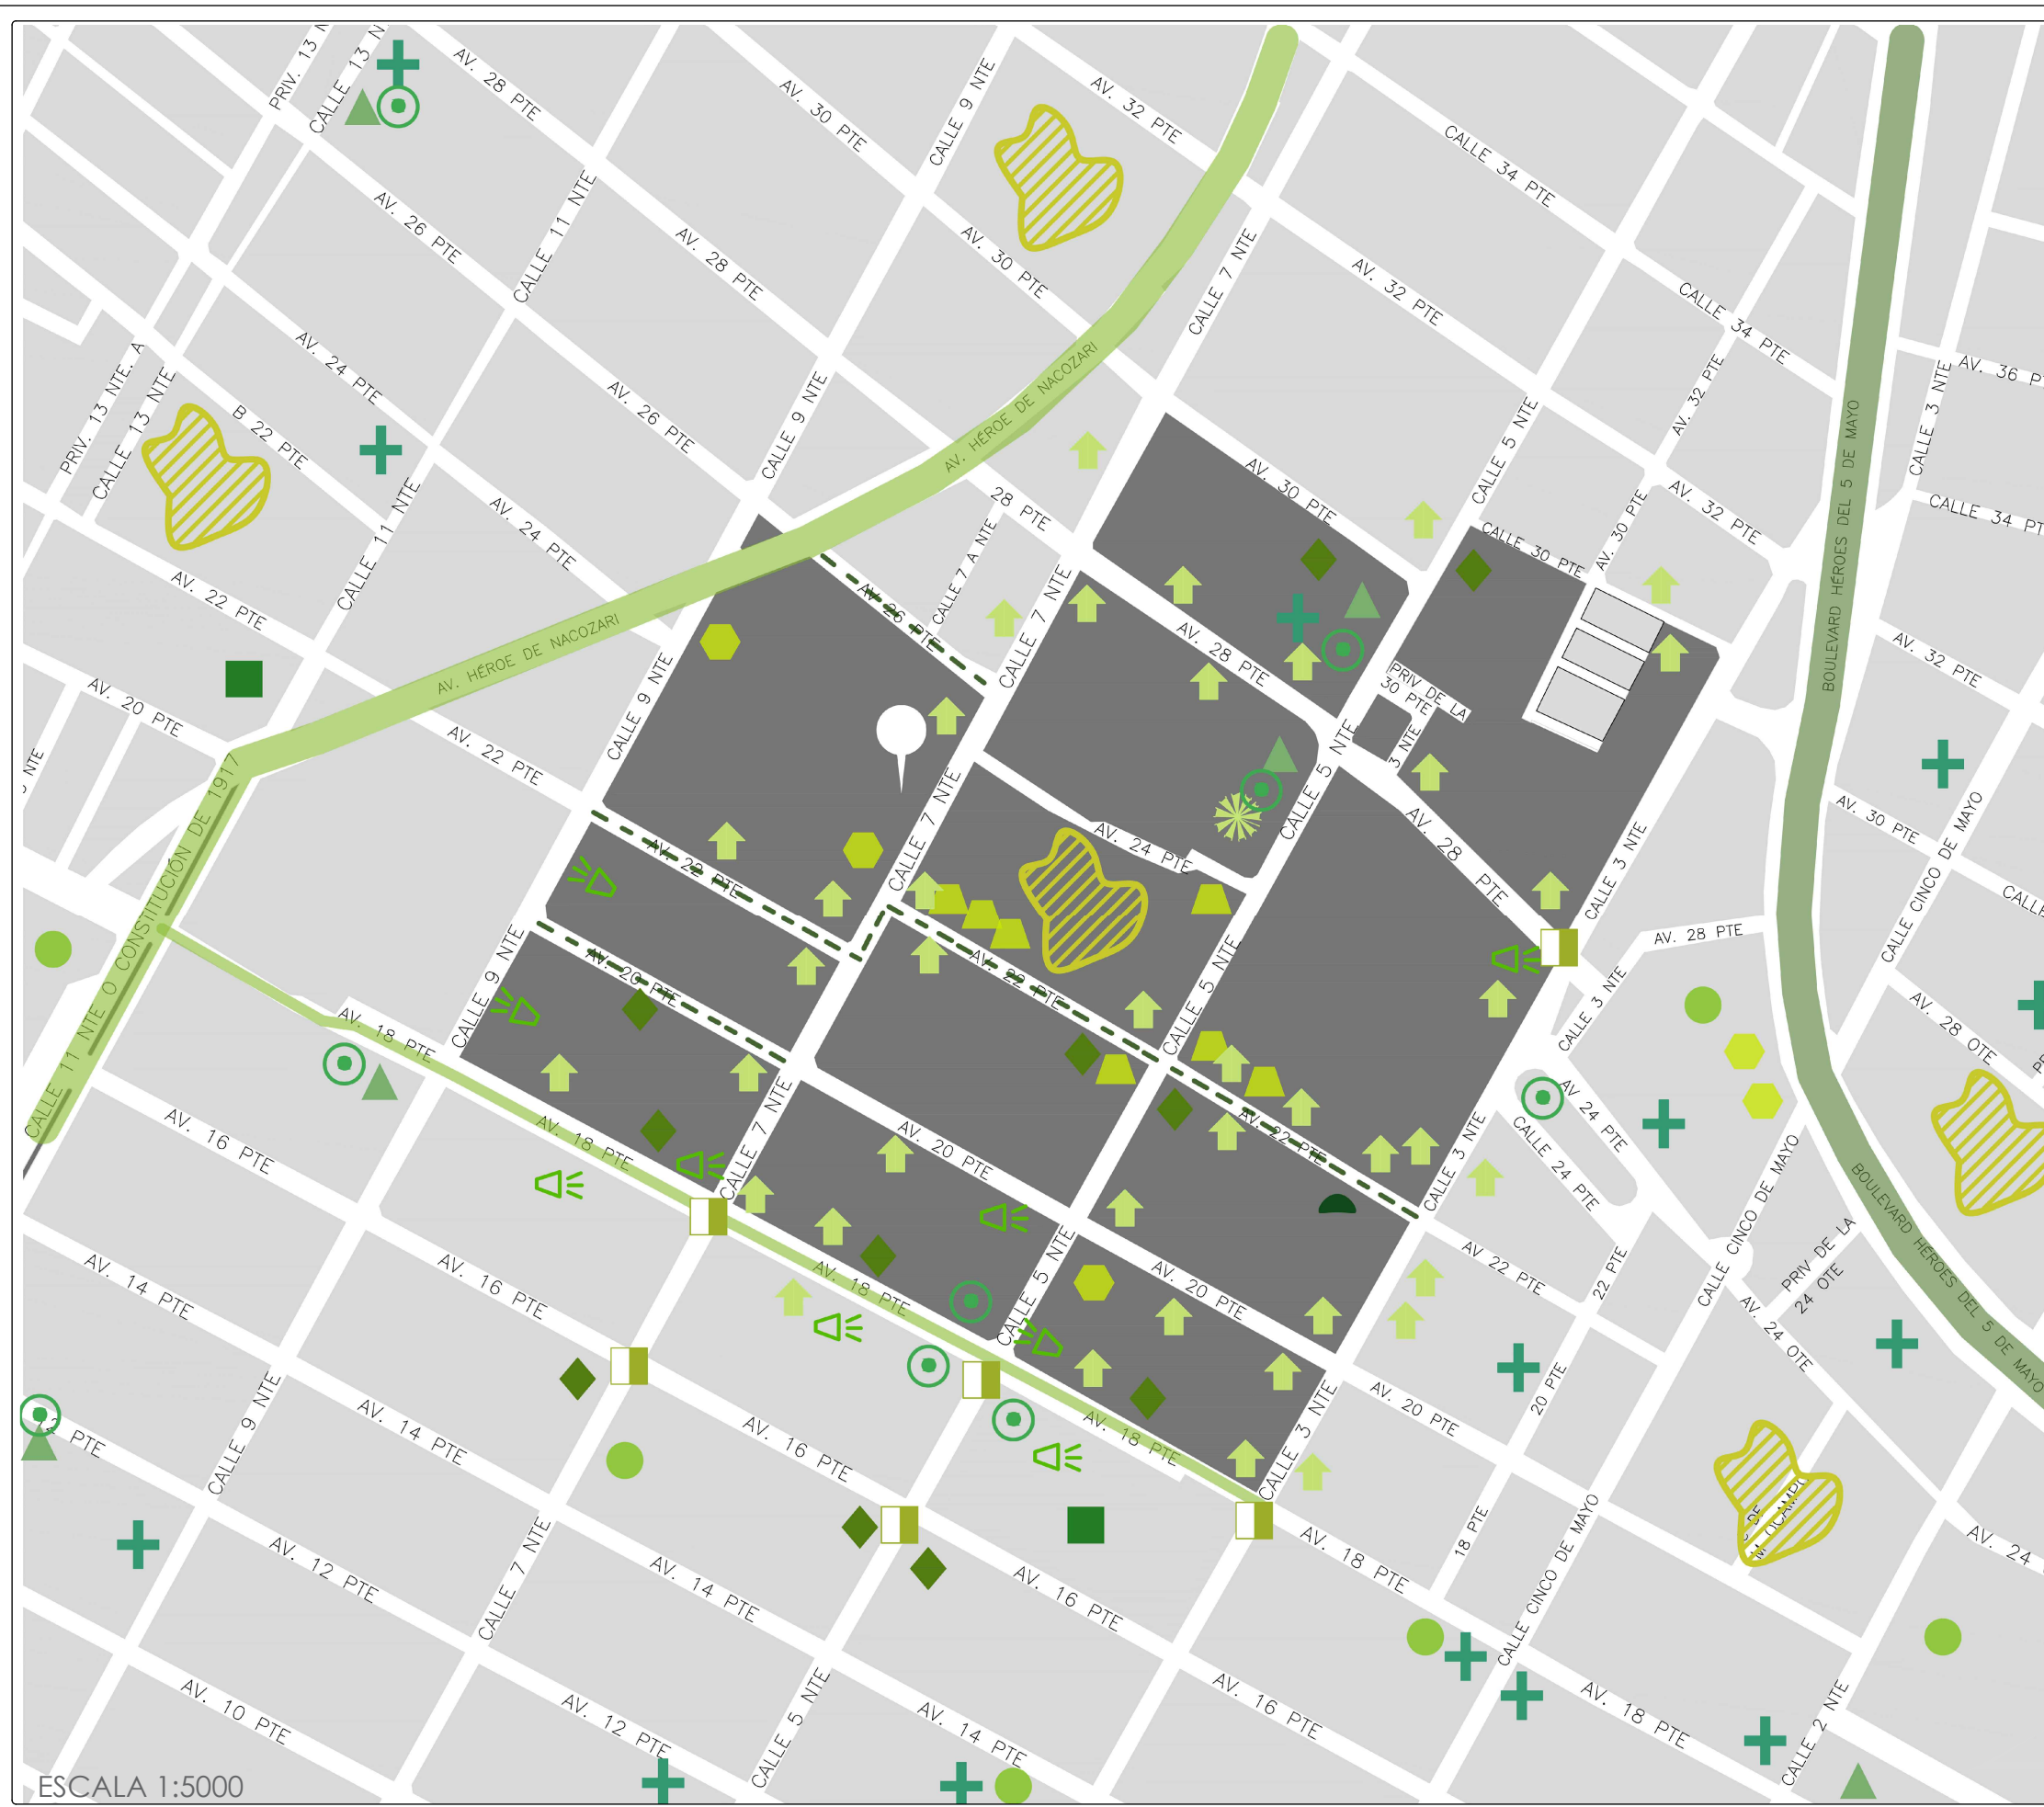 PRIV. 13 N
CALLE 13 N
AV. 28 PTE
AV. 30 PTE
CALLE 9 NTE
AV. 32 PTE
CALLE 34 PTE
AV. 26 PTE
CALLE 11 NTE
AV. 28 PTE
AV. 30 PTE
CALLE 7 NTE
AV. 32 PTE
CALLE 34 PTE
AV. 36 P
PRIV. 13 NTE. A
CALLE 13 NTE
AV. 24 PTE
B 22 PTE
AV. 26 PTE
CALLE 9 NTE
AV. HÉROE DE NACOZARI
CALLE 5 NTE
AV. 32 PTE
BOULEVARD HÉROES DEL 5 DE MAYO
CALLE 3 NTE
CALLE 34 PT
CALLE 11 NTE
AV. 24 PTE
28 PTE
AV. 30 PTE
CALLE 30 PTE
AV. 30 PTE
AV. 32 PTE
AV. 22 PTE
CALLE 7 A NTE
AV 26 PTE
CALLE 7 NTE
AV. 28 PTE
PRIV DE LA
30 PTE
3 NTE
AV. 32 PTE
AV. HÉROE DE NACOZARI
AV. 20 PTE
CALLE 9 NTE
AV. 22 PTE
NTE
CALLE 11 NTE O CONSTITUCIÓN DE 1917
CALLE 7 NTE
AV. 24 PTE
CALLE 5 NTE
AV. 28 PTE
CALLE 3 NTE
AV. 30 PTE
CALLE CINCO DE MAYO
CALLE
AV. 22 PTE
AV. 28 PTE
CALLE 9 NTE
AV. 20 PTE
AV. 22 PTE
CALLE 5 NTE
CALLE 3 NTE
AV. 28 OTE
AV. 18 PTE
AV. 16 PTE
AV. 18 PTE
CALLE 7 NTE
AV. 20 PTE
AV. 22 PTE
CALLE 3 NTE
AV 24 PTE
CALLE 24 PTE
CALLE CINCO DE MAYO
BOULEVARD HÉROES DEL 5 DE MAYO
PRIV DE LA
24 OTE
AV. 14 PTE
AV. 16 PTE
AV. 18 PTE
CALLE 5 NTE
AV. 20 PTE
AV. 22 PTE
22 PTE
AV. 24 OTE
PTE
CALLE 9 NTE
AV. 14 PTE
AV. 16 PTE
AV. 18 PTE
CALLE 3 NTE
AV. 20 PTE
20 PTE
OCAMPO
AV. 12 PTE
CALLE 7 NTE
AV. 14 PTE
AV. 16 PTE
AV. 18 PTE
18 PTE
CALLE CINCO DE MAYO
AV. 24
AV. 10 PTE
AV. 12 PTE
CALLE 5 NTE
AV. 14 PTE
AV. 16 PTE
AV. 18 PTE
CALLE 2 NTE
ESCALA 1:5000